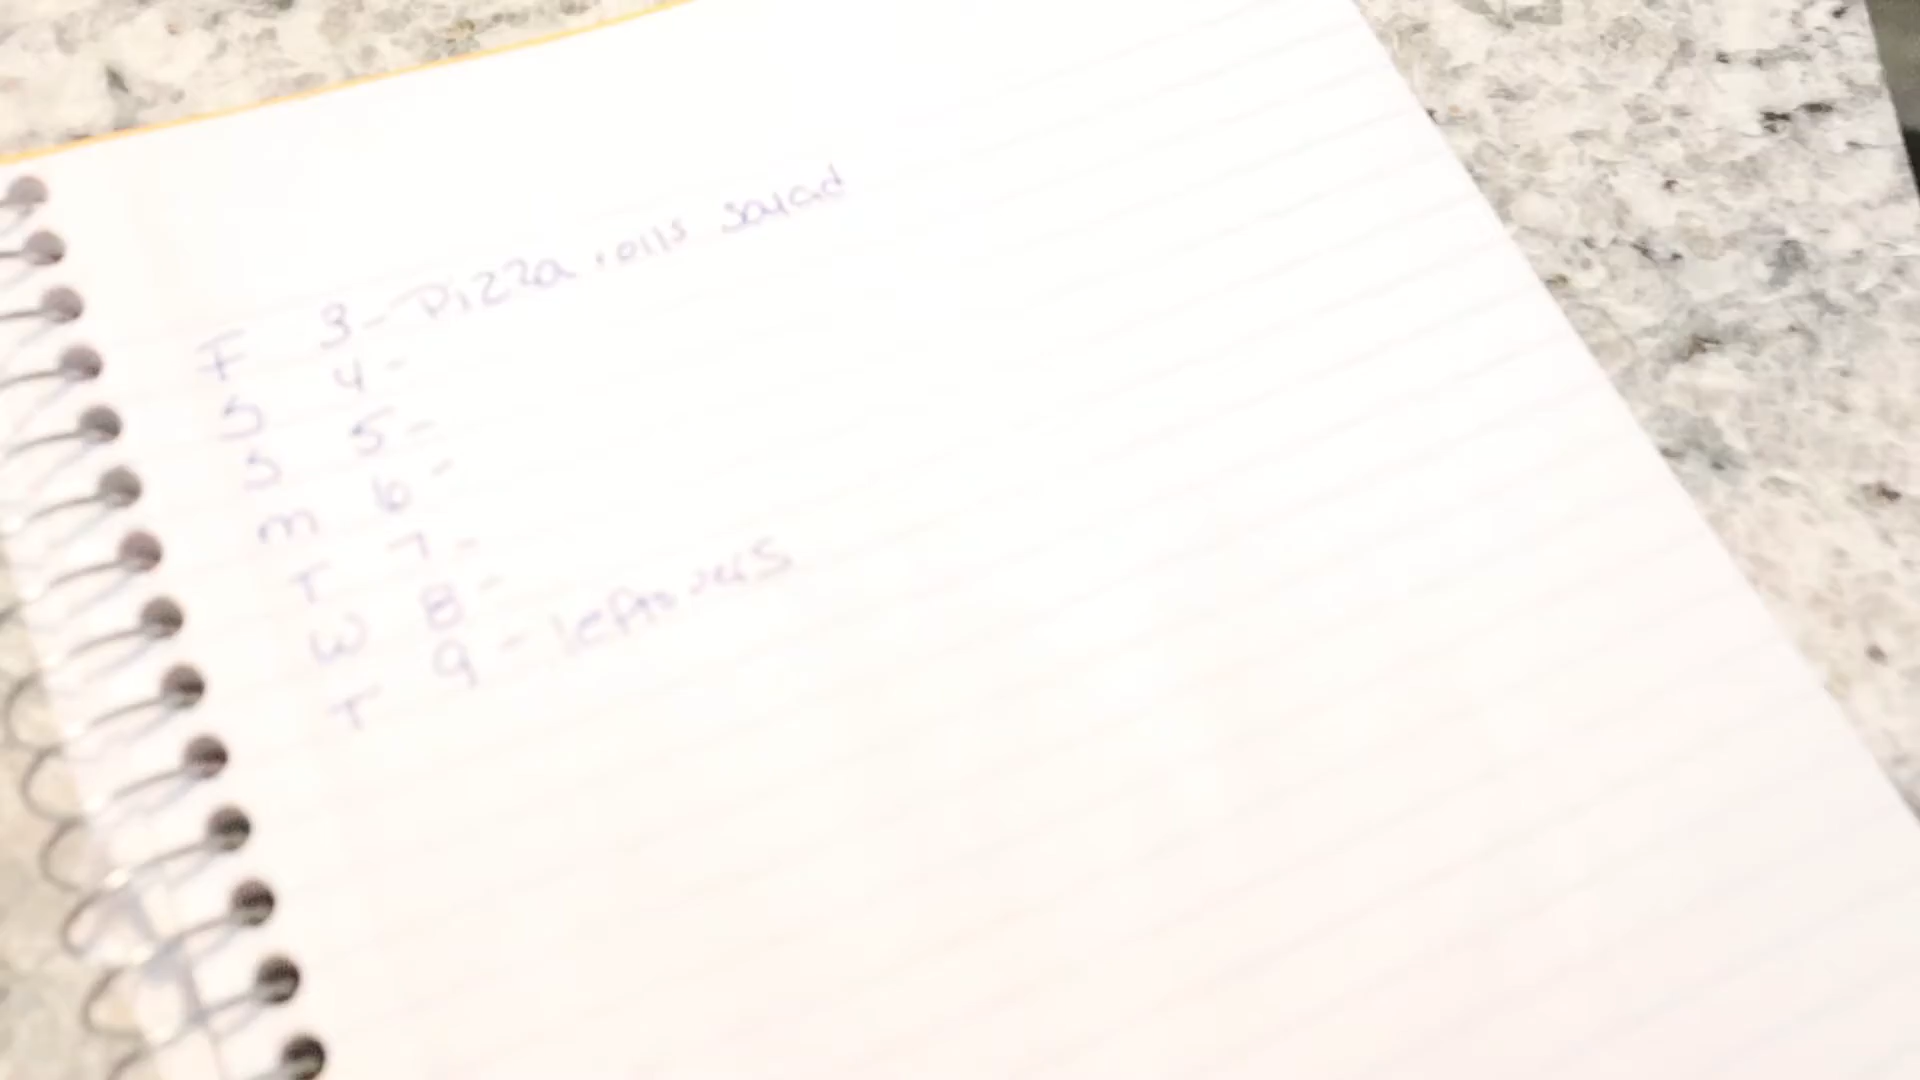 F 3- Pizza rolls salad
S 4-
S 5-
M 6-
T 7-
W 8-
T 9- leftovers